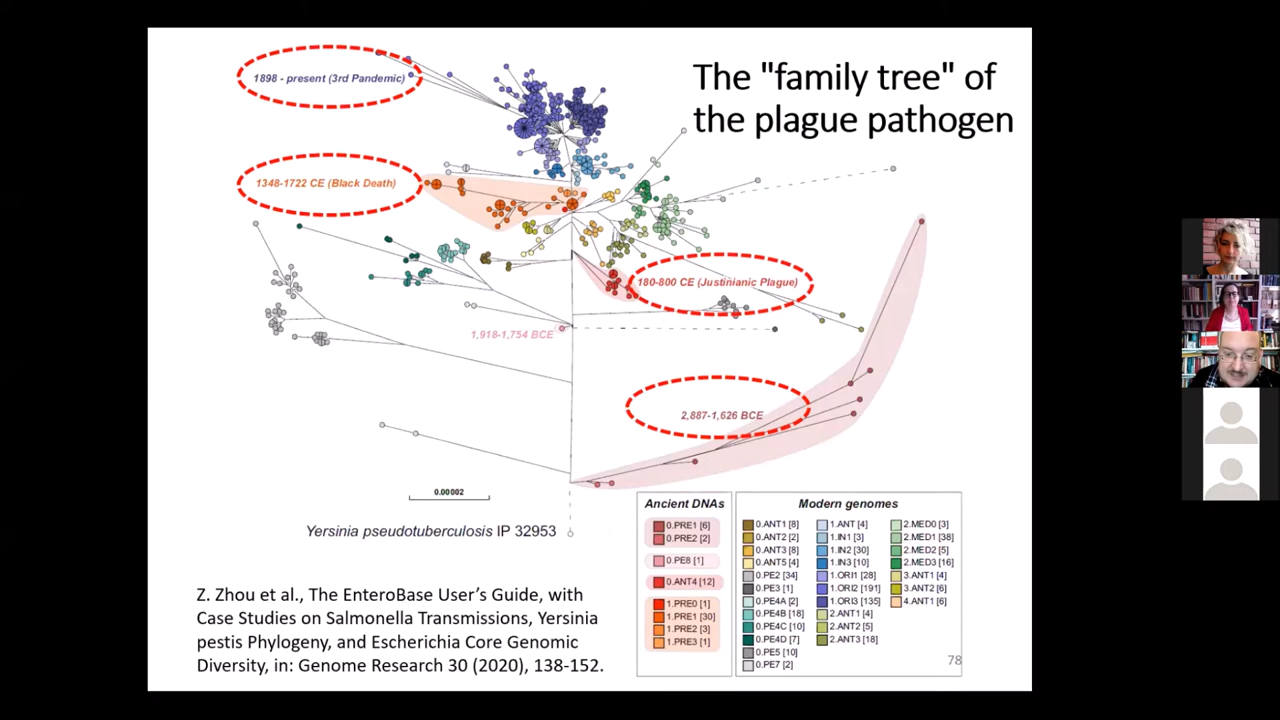 The "family tree" of
the plague pathogen
1898 - present (3rd Pandemic)
1348-1722 CE (Black Death)
180-800 CE (Justinianic Plague)
1,918-1,754 BCE
2,887-1,626 BCE
0.00002
Yersinia pseudotuberculosis IP 32953
Z. Zhou et al., The EnteroBase User's Guide, with
Case Studies on Salmonella Transmissions, Yersinia
pestis Phylogeny, and Escherichia Core Genomic
Diversity, in: Genome Research 30 (2020), 138-152.
Ancient DNAs
0.PRE1 [6]
0.PRE2 [2]
0.PE8 [1]
0.ANT4 [12]
1.PRE0 [1]
1.PRE1 [30]
1.PRE2 [3]
1.PRE3 [1]
Modern genomes
0.ANT1 [8]
0.ANT2 [2]
0.ANT3 [8]
0.ANT5 [4]
0.PE2 [34]
0.PE3 [1]
0.PE4A [2]
0.PE4B [18]
0.PE4C [10]
0.PE4D [7]
0.PE5 [10]
0.PE7 [2]
1.ANT [4]
1.IN1 [3]
1.IN2 [30]
1.IN3 [10]
1.ORI1 [28]
1.ORI2 [191]
1.ORI3 [135]
2.ANT1 [4]
2.ANT2 [5]
2.ANT3 [18]
2.MED0 [3]
2.MED1 [38]
2.MED2 [5]
2.MED3 [16]
3.ANT1 [4]
3.ANT2 [6]
4.ANT1 [6]
78